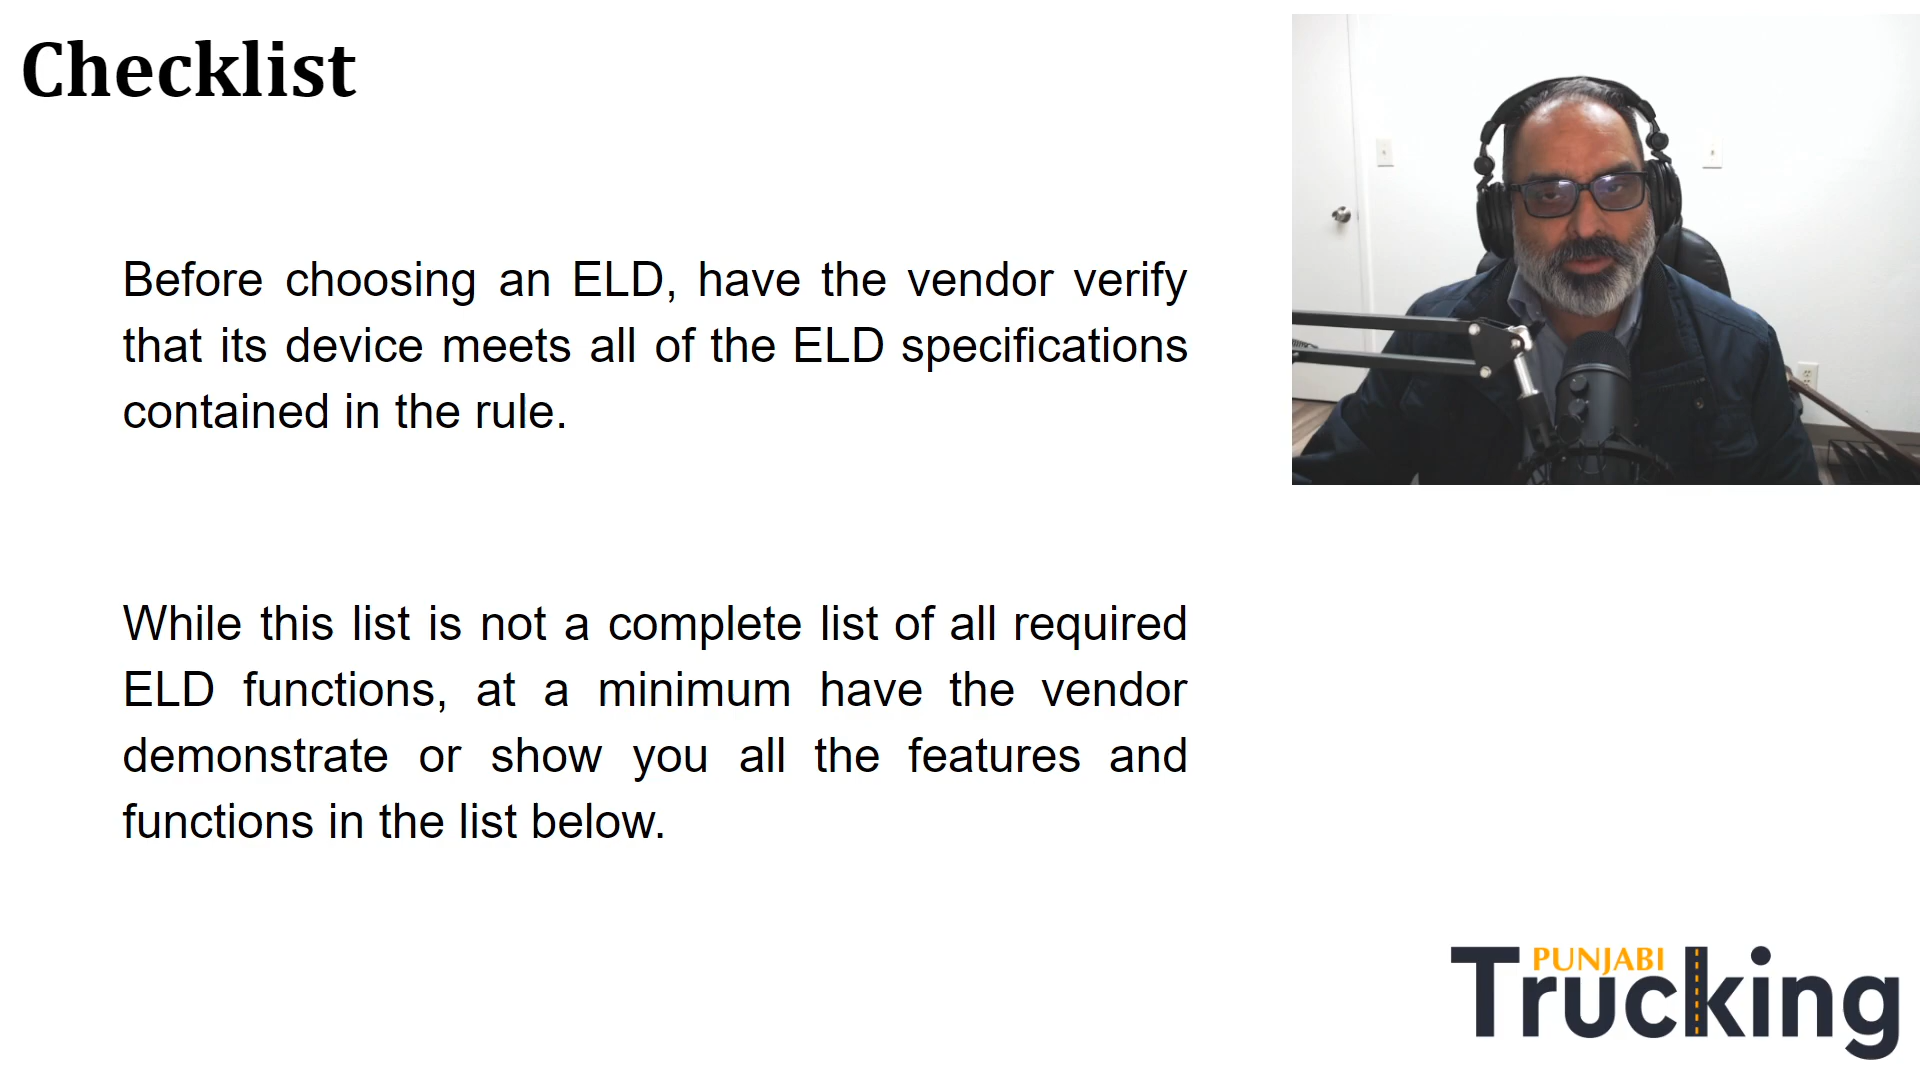 Checklist
Before choosing an ELD, have the vendor verify
that its device meets all of the ELD specifications
contained in the rule.
While this list is not a complete list of all required
ELD functions, at a minimum have the vendor
demonstrate or show you all the features and
functions in the list below.
PUNJABI
Trucking